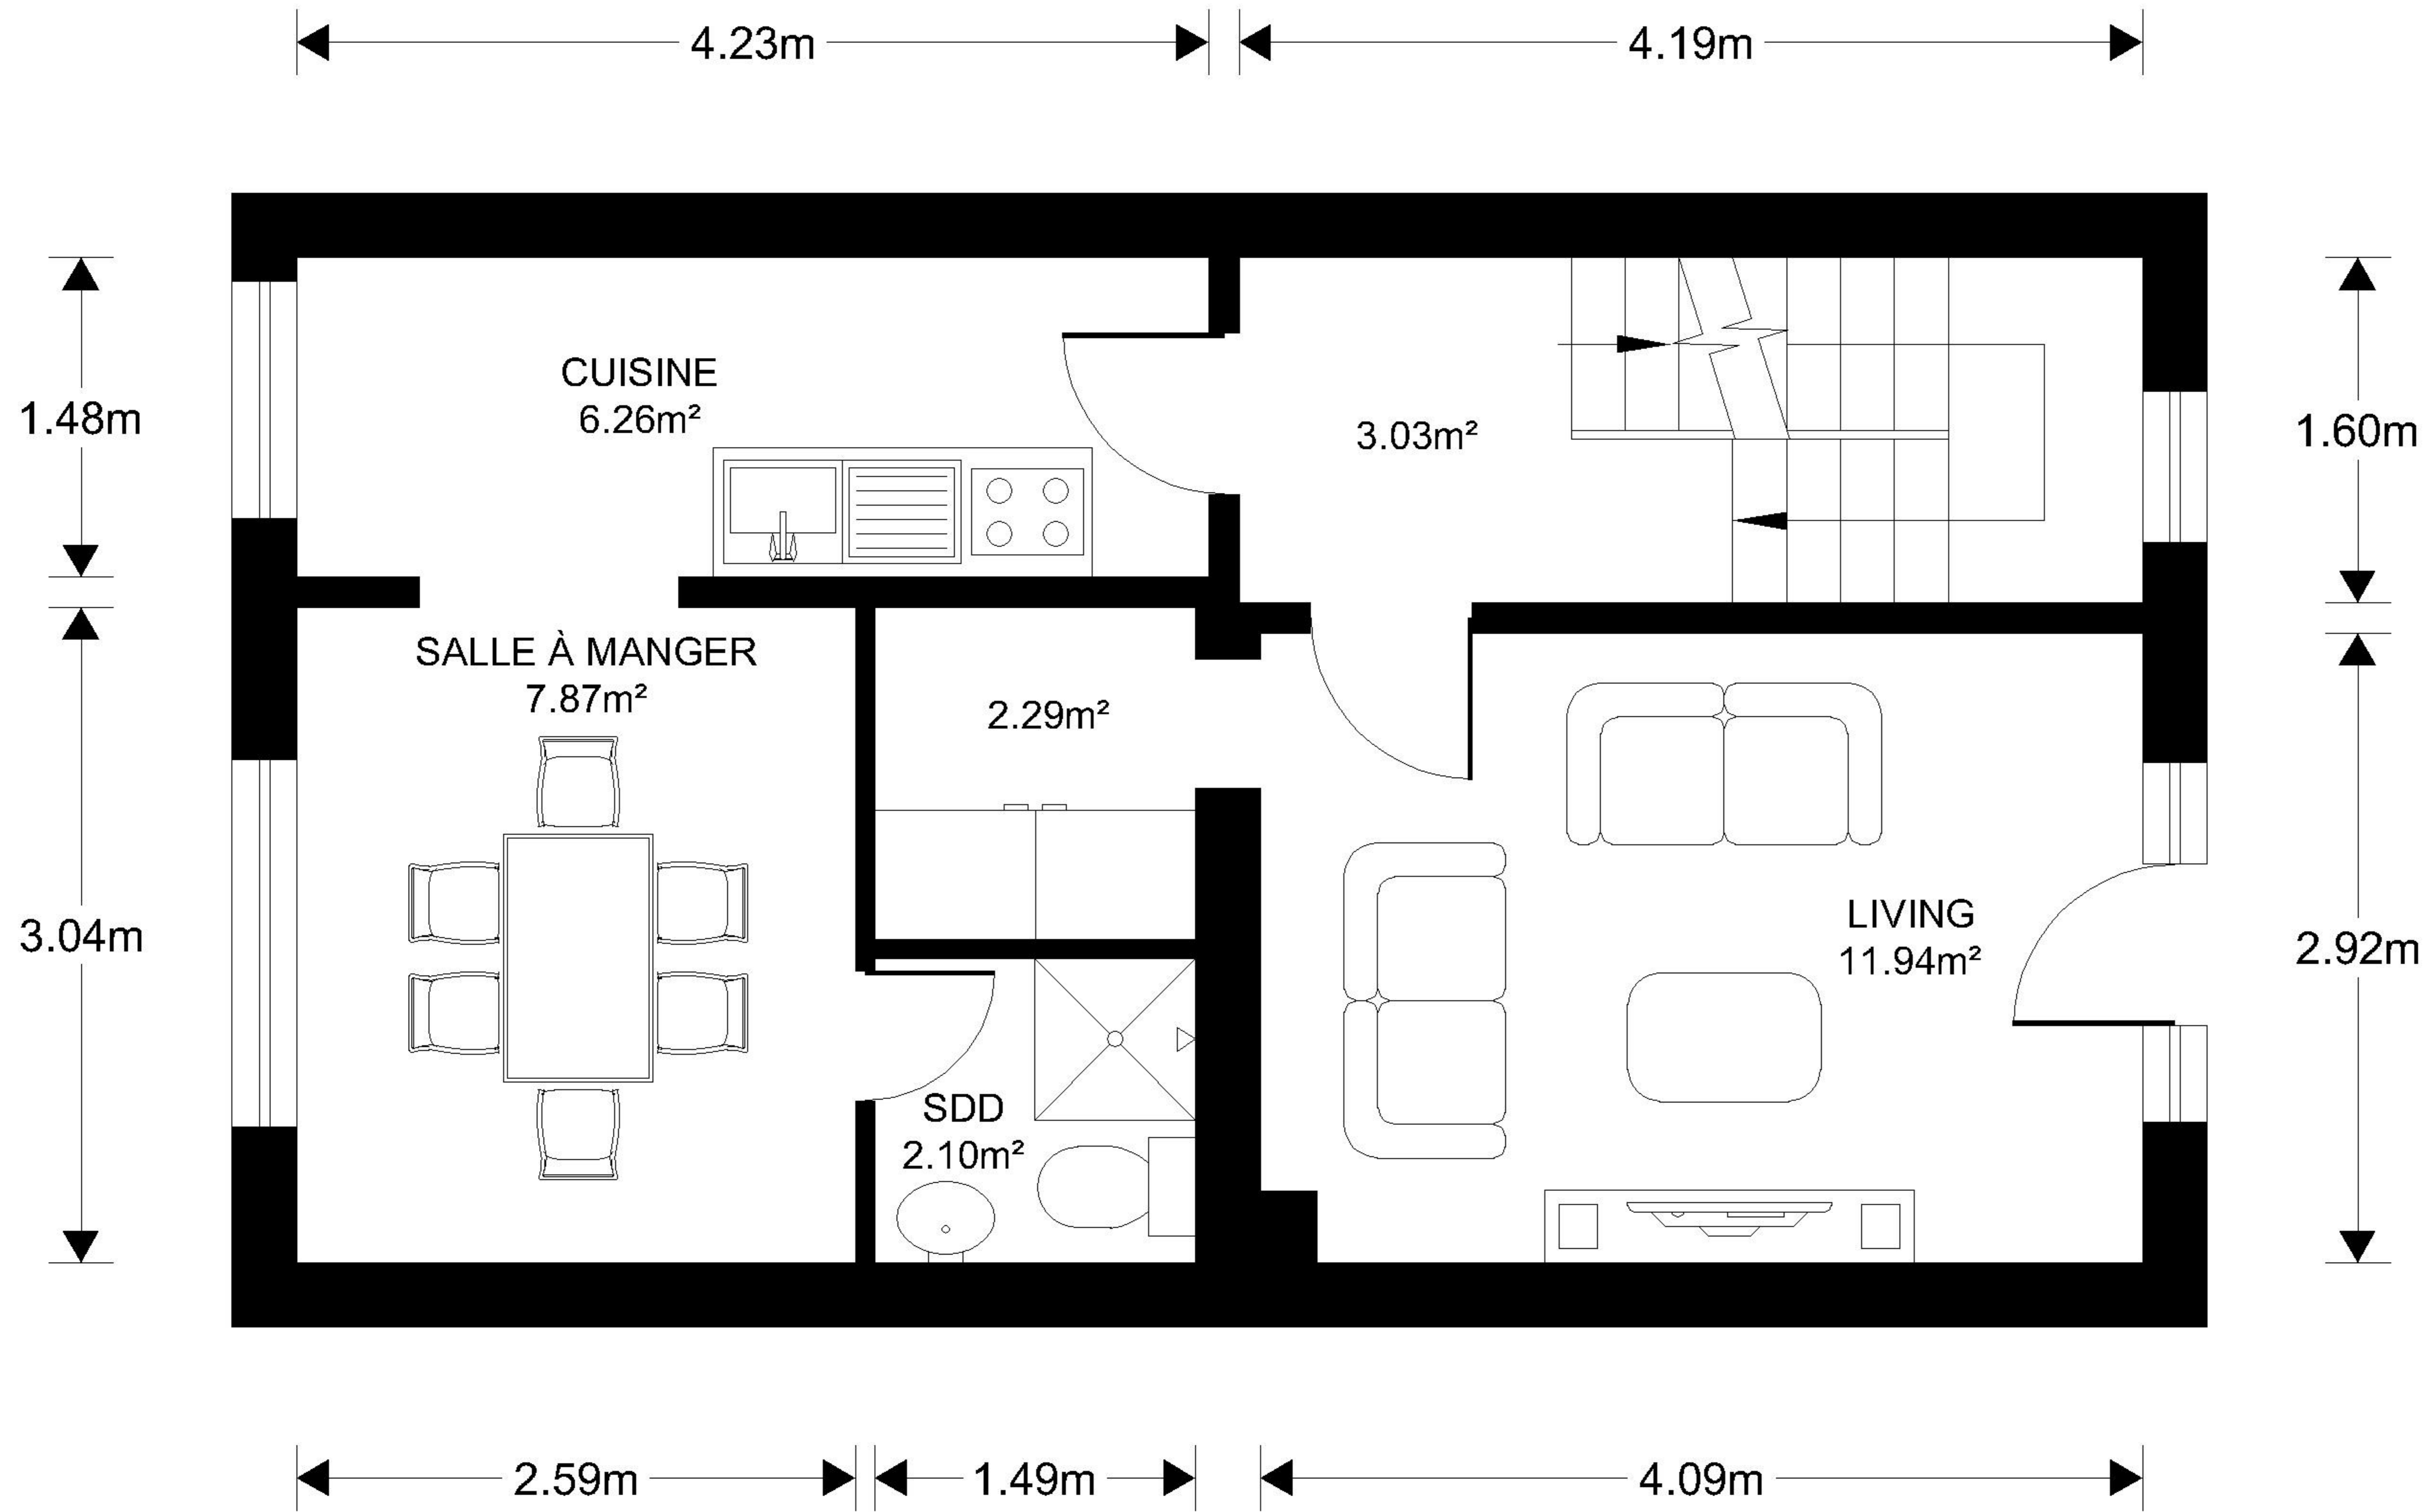 4.23m
4.19m
1.48m
CUISINE
6.26m²
3.03m²
1.60m
SALLE À MANGER
7.87m²
2.29m²
3.04m
LIVING
11.94m²
2.92m
SDD
2.10m²
2.59m
1.49m
4.09m